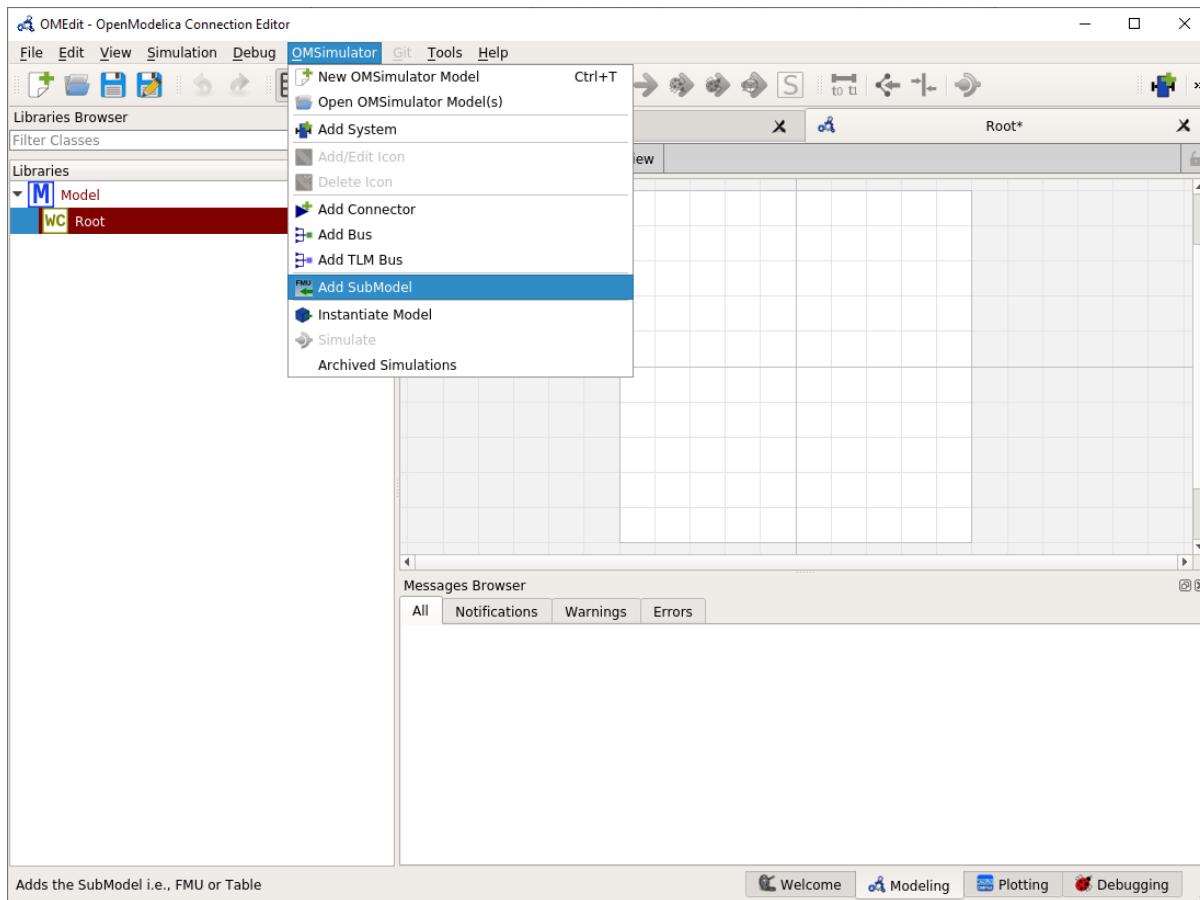 OMEdit - OpenModelica Connection Editor
File Edit View Simulation Debug OMSimulator Git Tools Help
New OMSimulator Model Ctrl+T
Open OMSimulator Model(s)
Add System
Add/Edit Icon
Delete Icon
Add Connector
Add Bus
Add TLM Bus
FMU Add SubModel
Instantiate Model
Simulate
Archived Simulations
S to
Libraries Browser
Filter Classes
Libraries
M Model
WC Root
Root*
Messages Browser
All Notifications Warnings Errors
Adds the SubModel i.e., FMU or Table
Welcome Modeling Plotting Debugging